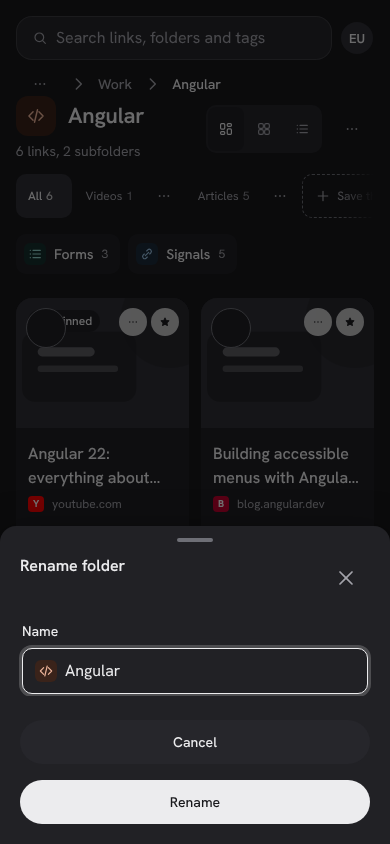 Search links, folders and tags
EU
... > Work > Angular
Angular
6 links, 2 subfolders
All 6
Videos 1
...
Articles 5
...
+ Save
Forms 3
Signals 5
inned
Angular 22:
everything about...
Y youtube.com
Building accessible
menus with Angula...
B blog.angular.dev
Rename folder
Name
Angular
Cancel
Rename